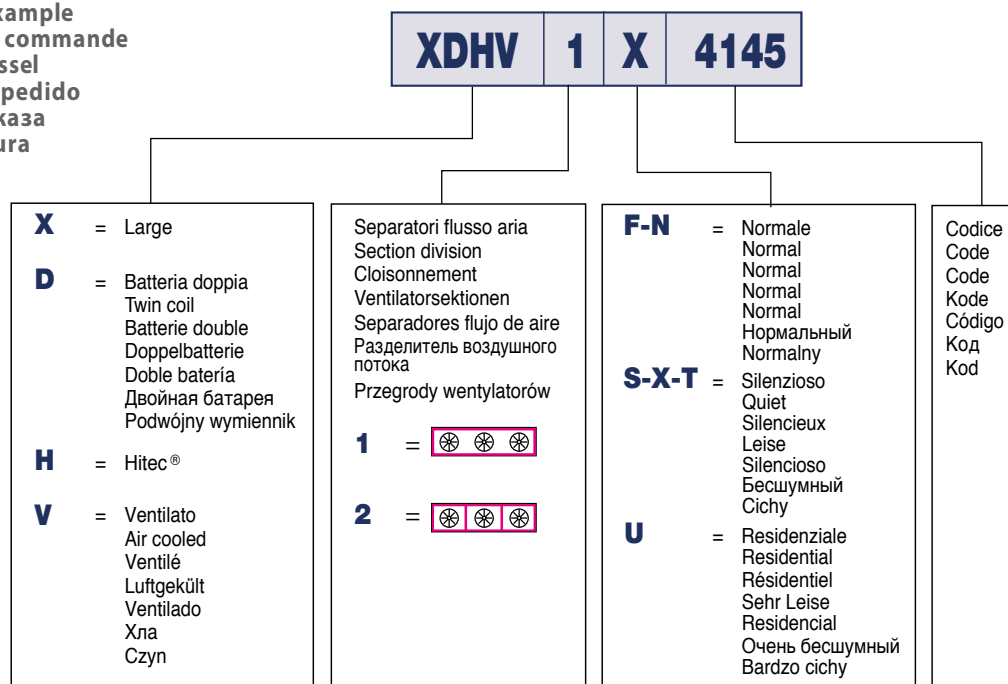 xample
commande
ssel
pedido
каза
ura
XDHV 1 X 4145
X = Large
D = Batteria doppia
Twin coil
Batterie double
Doppelbatterie
Doble batería
Двойная батарея
Podwójny wymiennik
H = Hitec ®
V = Ventilato
Air cooled
Ventilé
Luftgekült
Ventilado
Хла
Czyn
Separatori flusso aria
Section division
Cloisonnement
Ventilatorsektionen
Separadores flujo de aire
Разделитель воздушного
потока
Przegrody wentylatorów
1 =
2 =
F-N = Normale
Normal
Normal
Normal
Normal
Нормальный
Normalny
S-X-T = Silenzioso
Quiet
Silencieux
Leise
Silencioso
Бесшумный
Cichy
U = Residenziale
Residential
Résidentiel
Sehr Leise
Residencial
Очень бесшумный
Bardzo cichy
Codice
Code
Code
Kode
Código
Код
Kod